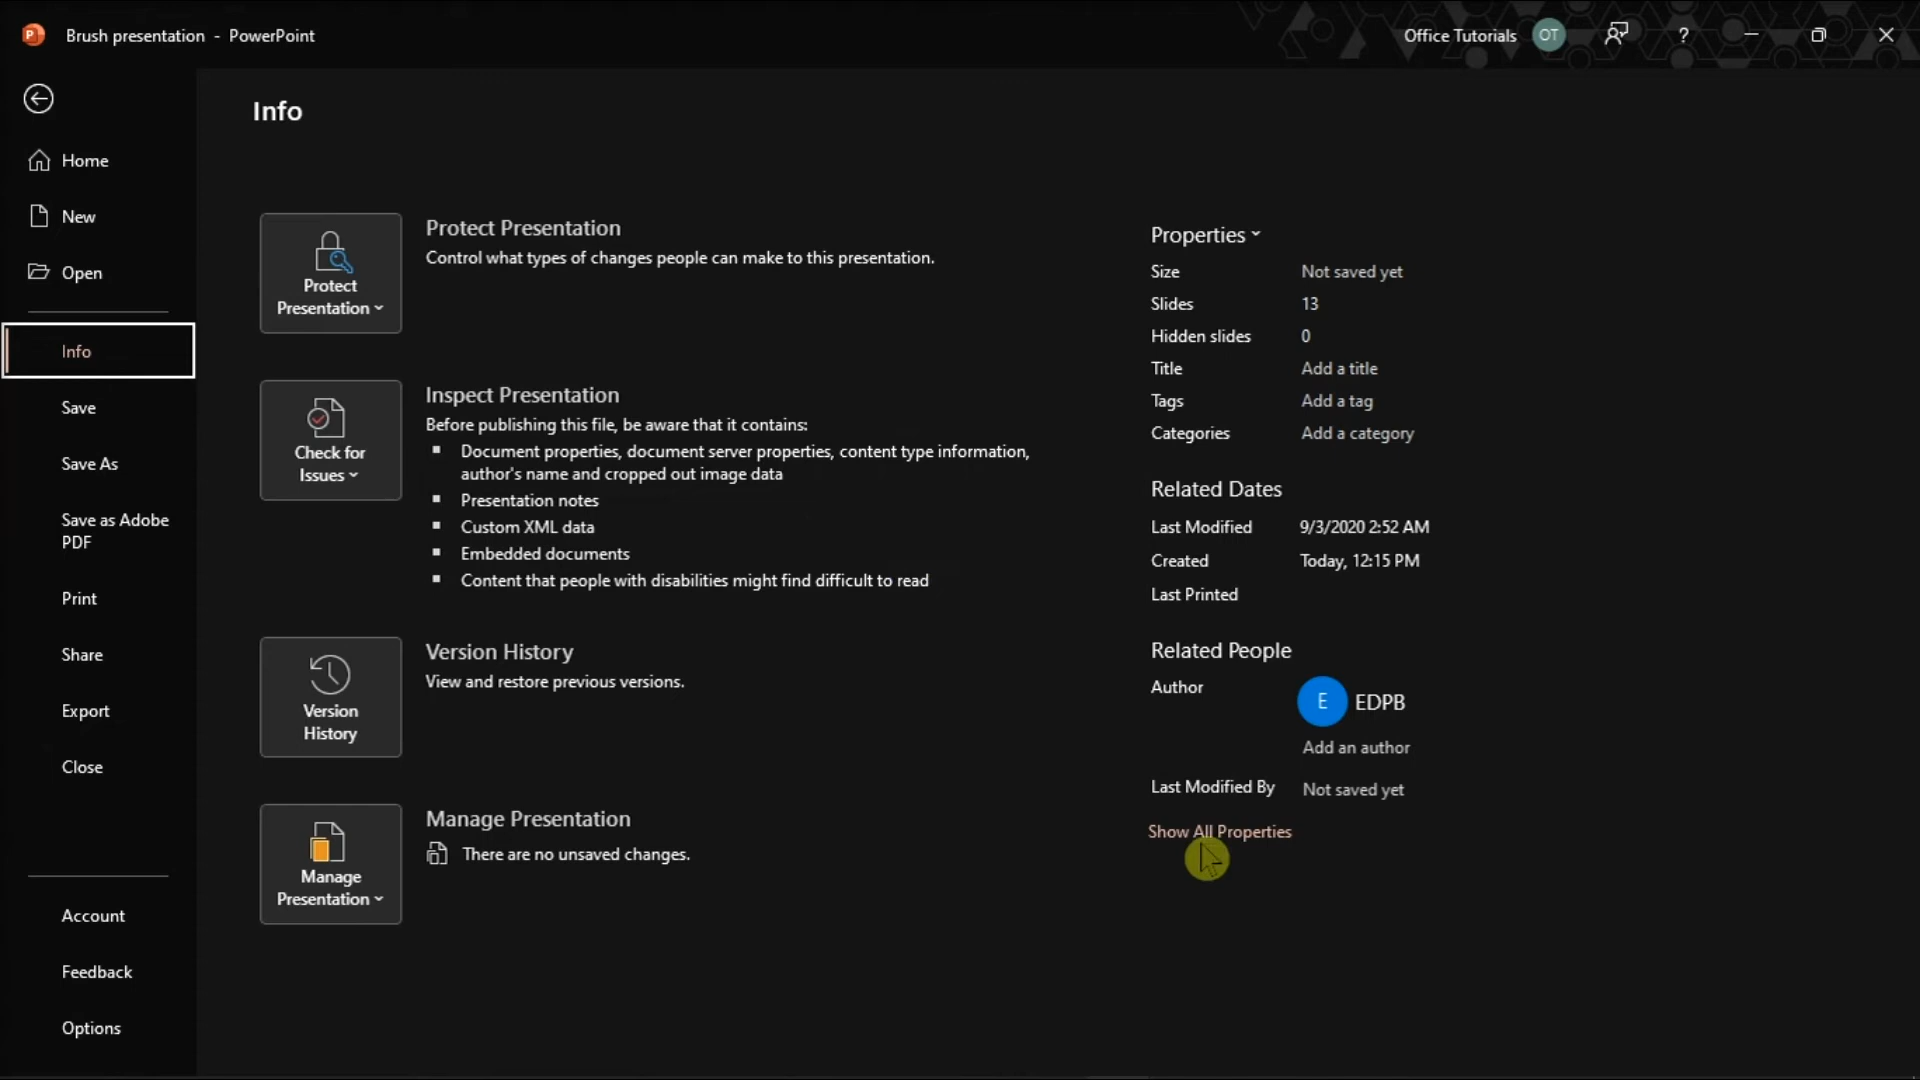 P
Brush presentation - PowerPoint
Office Tutorials OT ?
Info
Home
New
Open
Info
Save
Save As
Save as Adobe
PDF
Print
Share
Export
Close
Account
Feedback
Options
Protect
Presentation
Protect Presentation
Control what types of changes people can make to this presentation.
Check for
Issues
Inspect Presentation
Before publishing this file, be aware that it contains:
Document properties, document server properties, content type information,
author's name and cropped out image data
Presentation notes
Custom XML data
Embedded documents
Content that people with disabilities might find difficult to read
Version
History
Version History
View and restore previous versions.
Manage
Presentation
Manage Presentation
There are no unsaved changes.
Properties
Size Not saved yet
Slides 13
Hidden slides 0
Title Add a title
Tags Add a tag
Categories Add a category
Related Dates
Last Modified 9/3/2020 2:52 AM
Created Today, 12:15 PM
Last Printed
Related People
Author E EDPB
Add an author
Last Modified By Not saved yet
Show All Properties